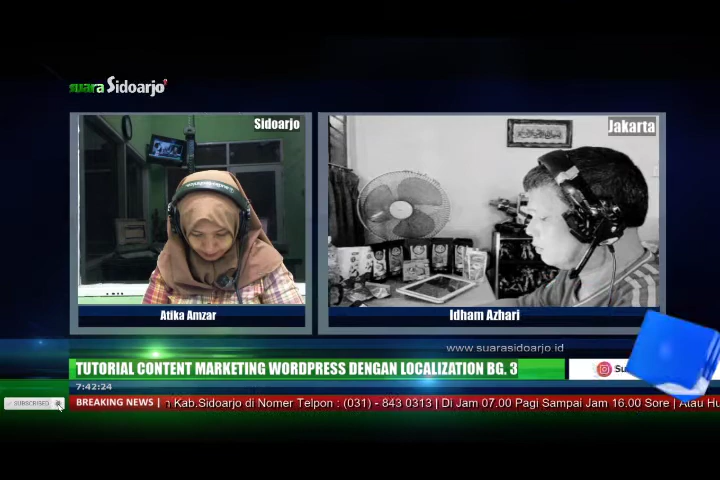 suara Sidoarjo
Sidoarjo
Jakarta
Atika Amzar
Idham Azhari
www.suarasidoarjo.id
TUTORIAL CONTENT MARKETING WORDPRESS DENGAN LOCALIZATION BG. 3
Su
7:42:24
SUBSCRIBED
BREAKING NEWS | n Kab.Sidoarjo di Nomer Telpon : (031) - 843 0313 | Di Jam 07.00 Pagi Sampai Jam 16.00 Sore | Atau Hu